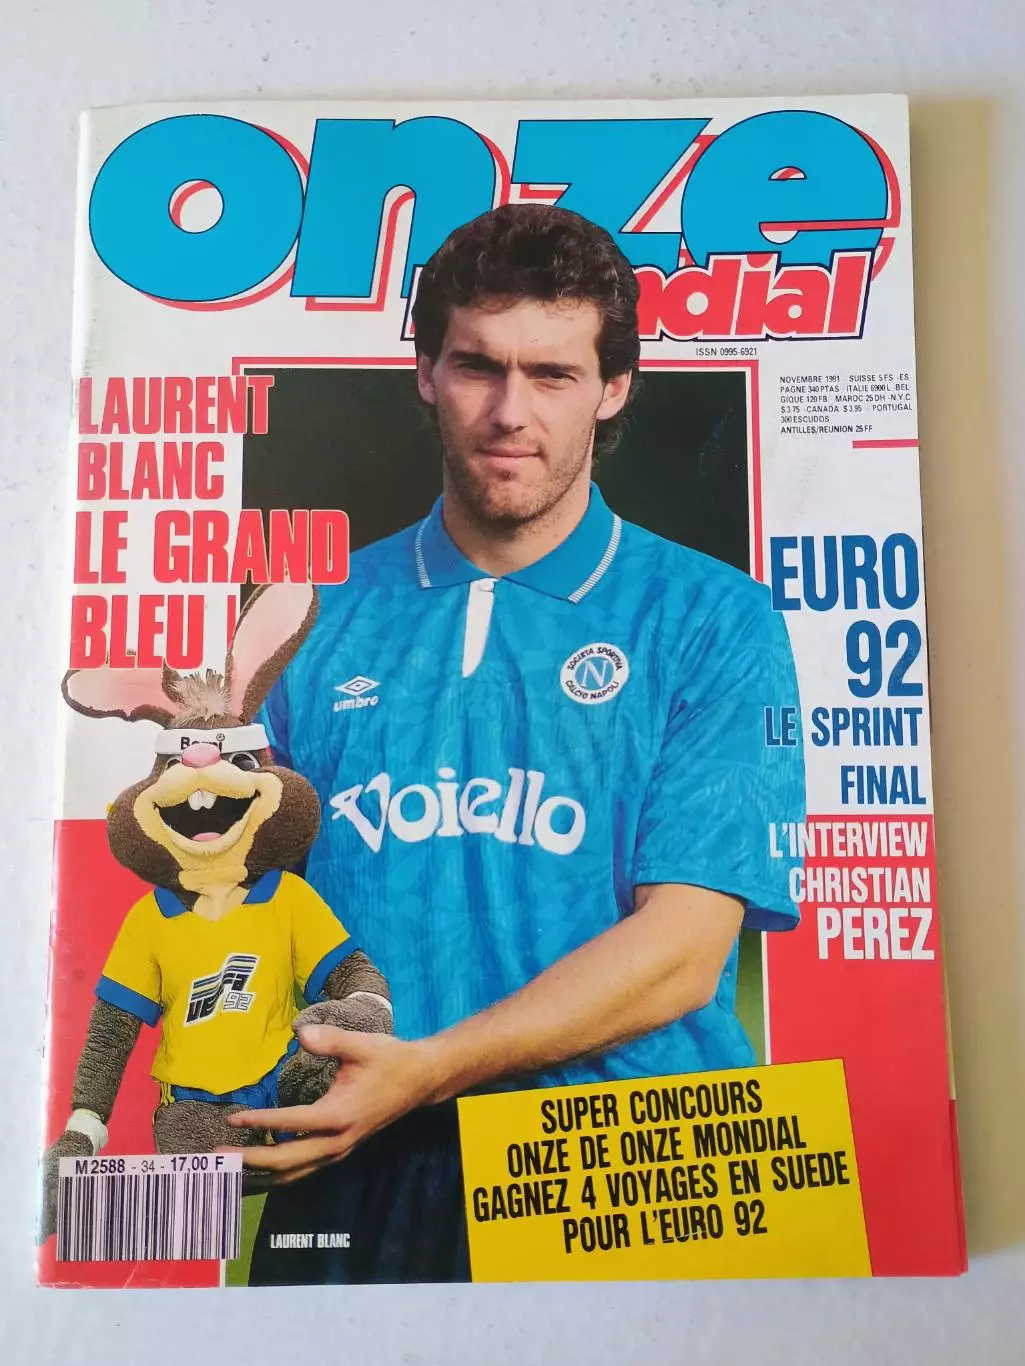 onze
mondial
ISSN 0995-6921
NOVEMBRE 1991 - SUISSE 5 FS - ES
PAGNE 340 PTAS - ITALIE 6900 L - BEL
GIQUE 120 FB - MAROC 25 DH - N.Y.C.
$ 3.75 - CANADA $ 3.95 - PORTUGAL
300 ESCUDOS
ANTILLES/REUNION 25 FF
LAURENT
BLANC
LE GRAND
BLEU !
EURO
92
LE SPRINT
FINAL
L'INTERVIEW
CHRISTIAN
PEREZ
umbro
SOCIETA SPORTIVA
N
CALCIO NAPOLI
Voiello
UEFA
92
SUPER CONCOURS
ONZE DE ONZE MONDIAL
GAGNEZ 4 VOYAGES EN SUEDE
POUR L'EURO 92
M 2588 - 34 - 17,00 F
LAURENT BLANC